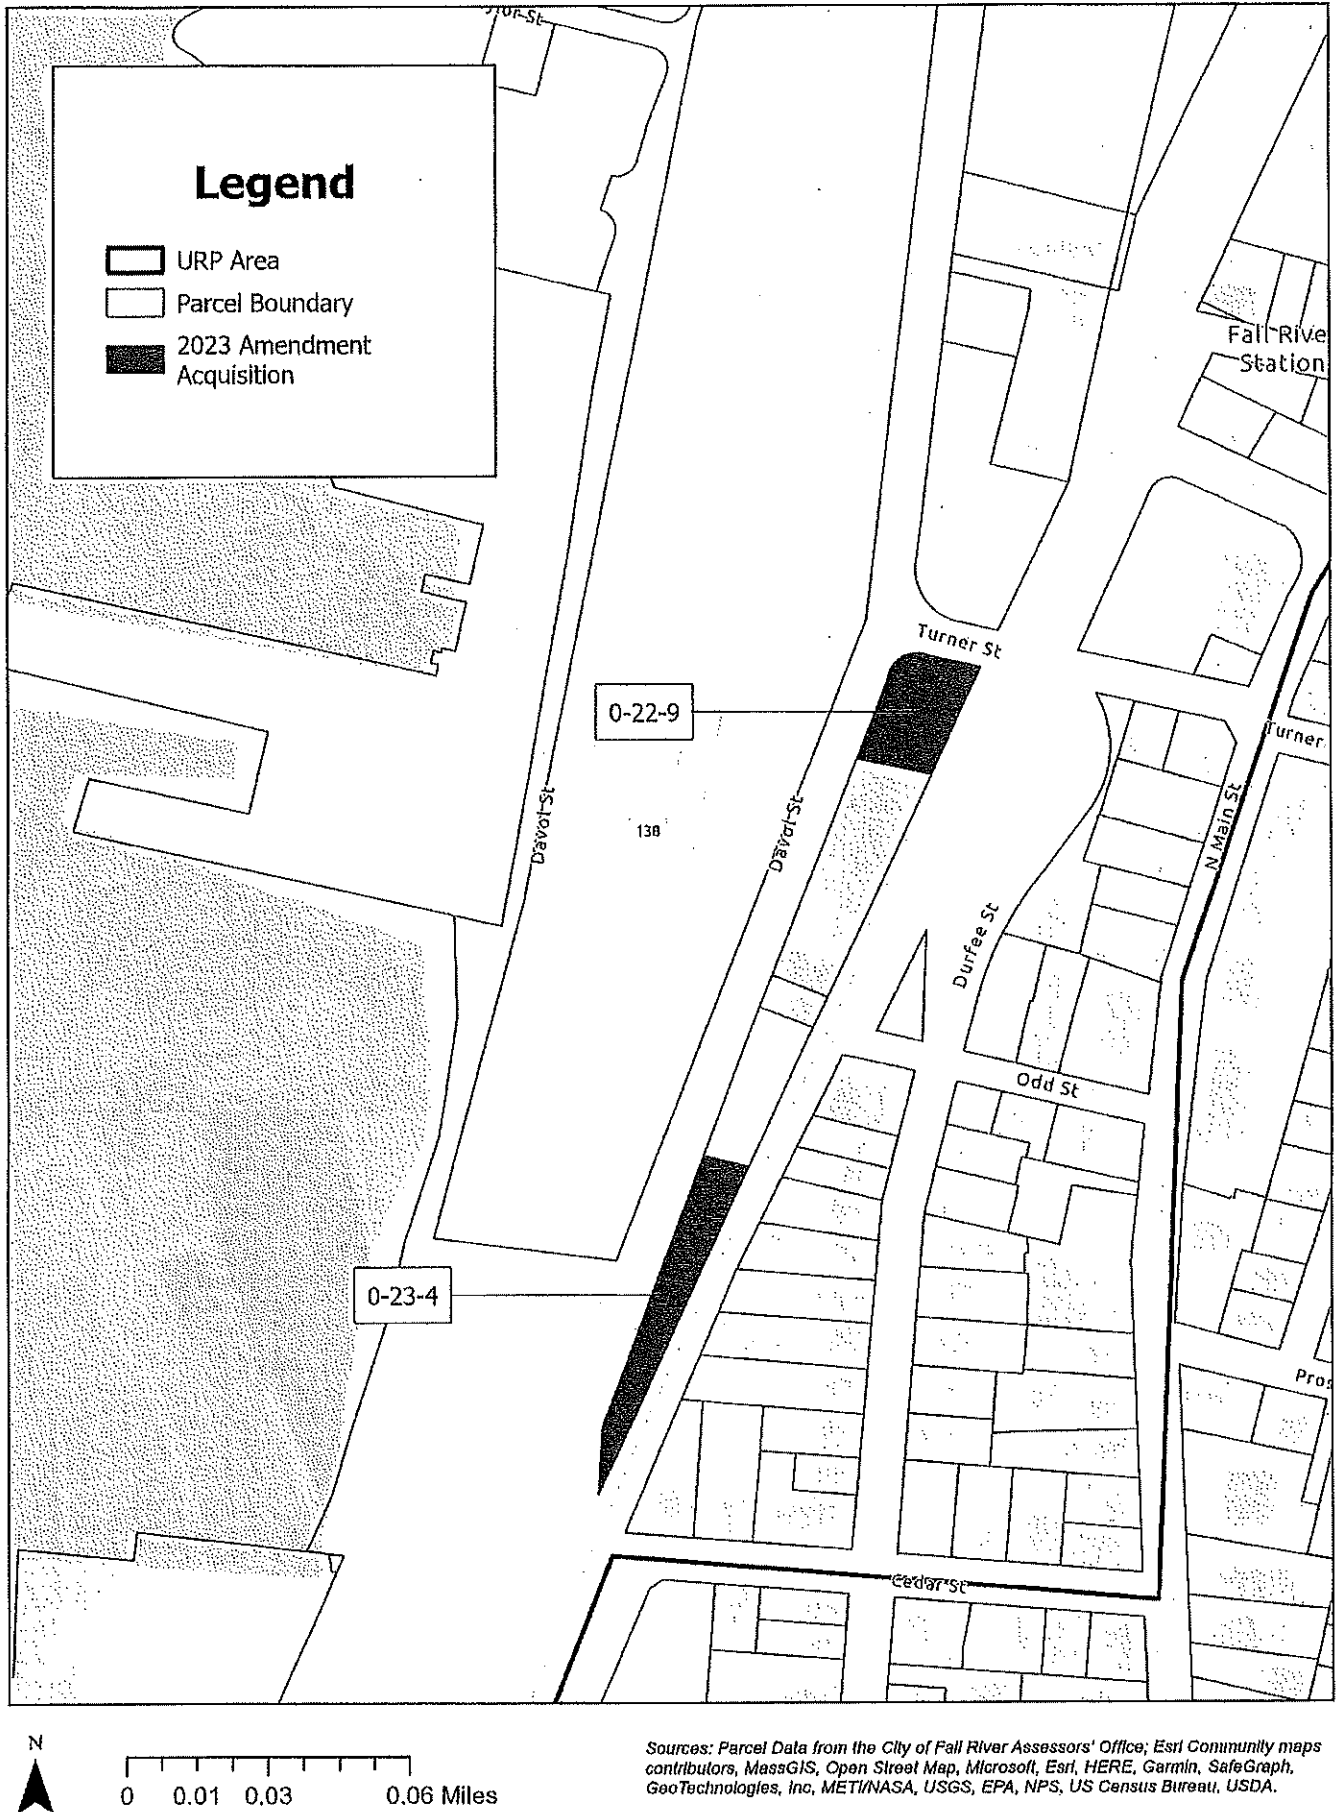 Legend
URP Area
Parcel Boundary
2023 Amendment
Acquisition
Fall Rive
Station
Turner St
0-22-9
Turner
Davol St
Davol St
138
N Main St
Durfee St
Odd St
0-23-4
Pros
Cedar St
N
0 0.01 0.03 0.06 Miles
Sources: Parcel Data from the City of Fall River Assessors' Office; Esri Community maps
contributors, MassGIS, Open Street Map, Microsoft, Esri, HERE, Garmin, SafeGraph,
GeoTechnologies, Inc, METI/NASA, USGS, EPA, NPS, US Census Bureau, USDA.